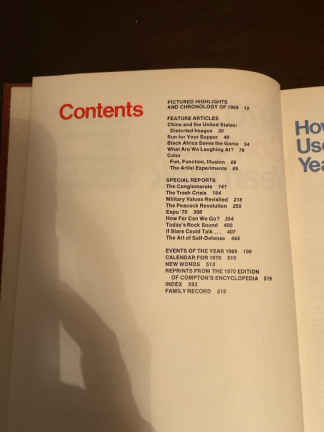 Contents
PICTURED HIGHLIGHTS
AND CHRONOLOGY OF 1969
FEATURE ARTICLES
China and the United States:
Distorted Images
Run for Your Supper
Black Africa Saves the Game
What Are We Laughing At?
Color
Fun, Function, Illusion
The Artist Experiments
SPECIAL REPORTS
The Conglomerate
The Trash Crisis
Military Values Revisited
The Peacock Revolution
Expo '70
How Far Can We Go?
Today's Rock Sound
If Stars Could Talk . . .
The Art of Self-Defense
EVENTS OF THE YEAR 1969
CALENDAR FOR 1970
NEW WORDS
REPRINTS FROM THE 1970 EDITION
OF COMPTON'S ENCYCLOPEDIA
INDEX
FAMILY RECORD
How
Use
Yea